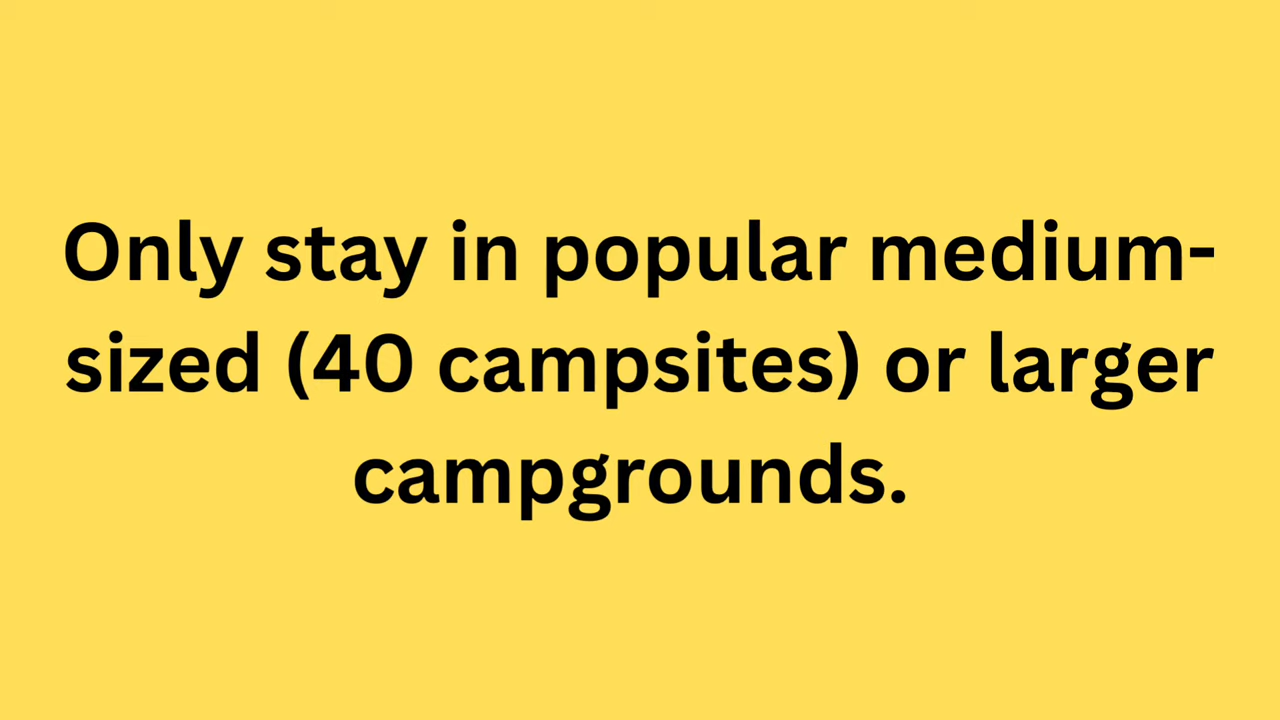 Only stay in popular medium-
sized (40 campsites) or larger
campgrounds.